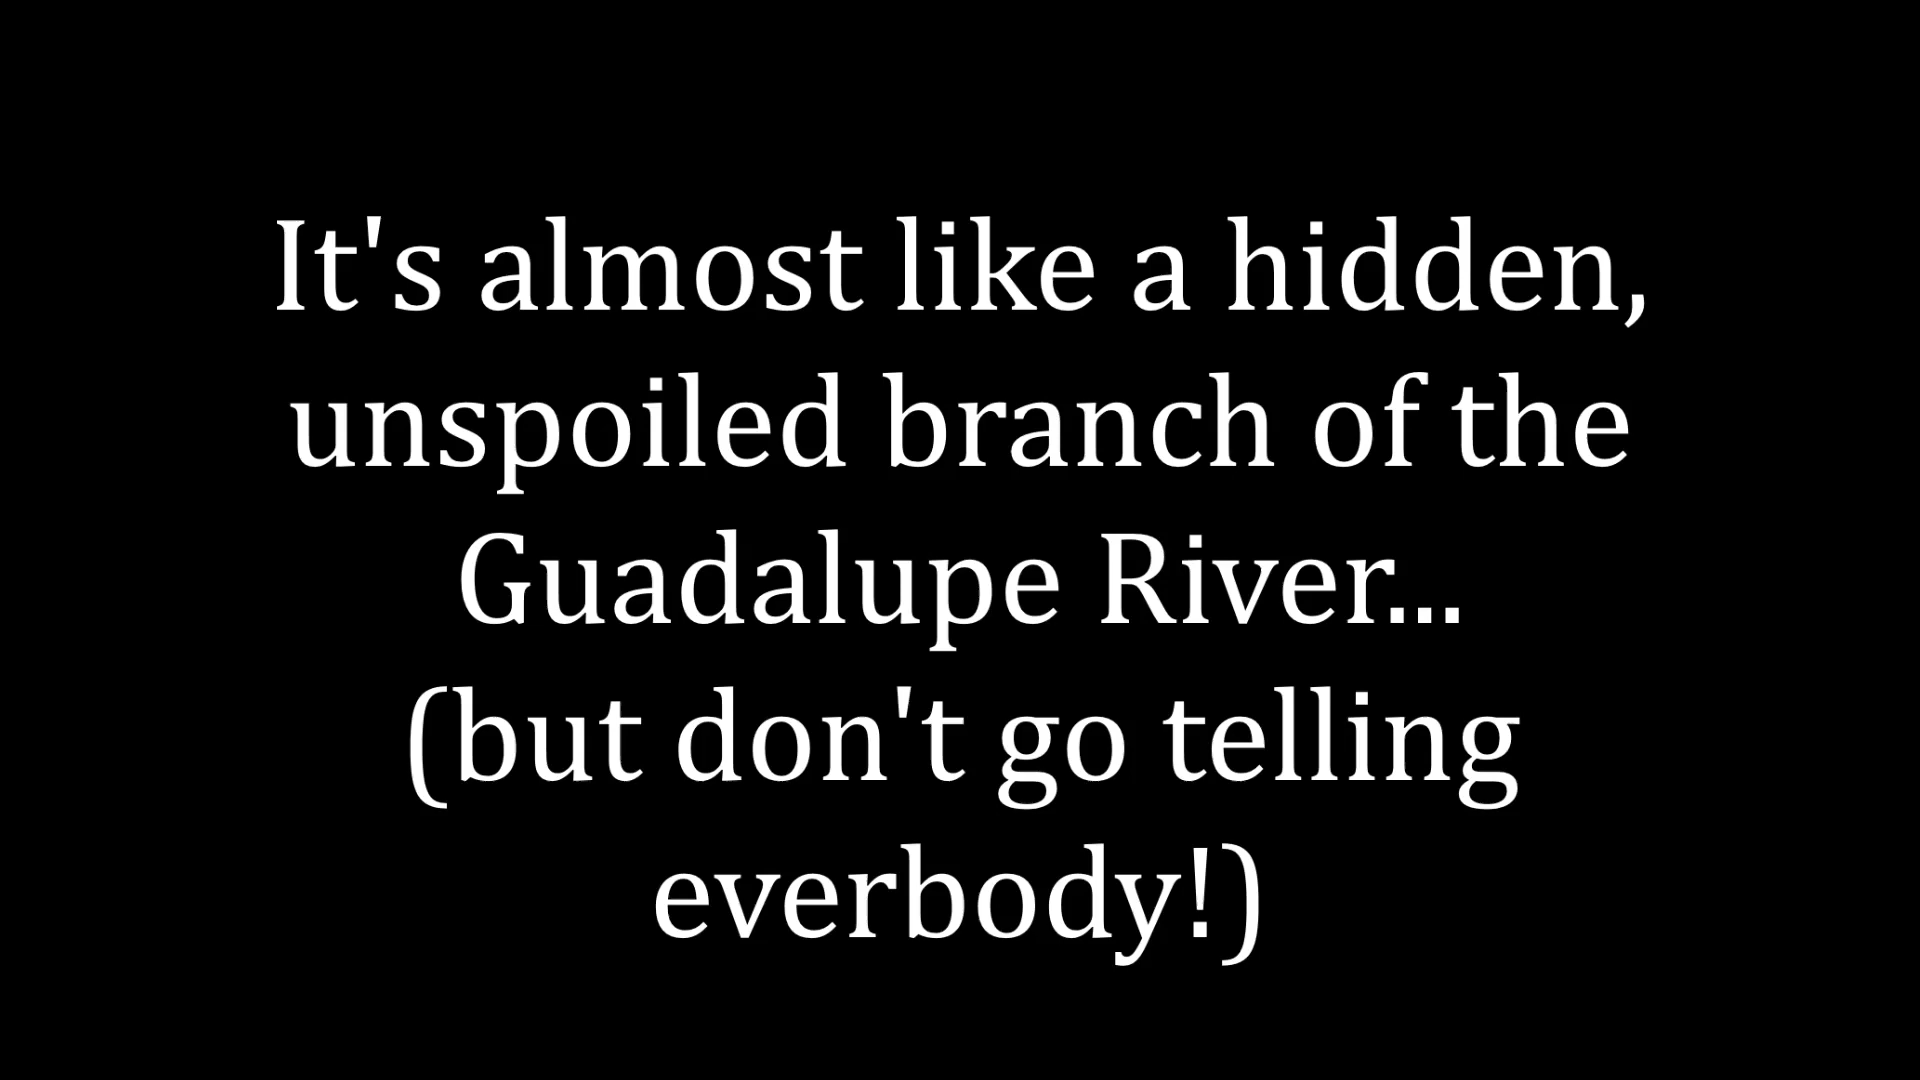 It's almost like a hidden,
unspoiled branch of the
Guadalupe River...
(but don't go telling
everbody!)